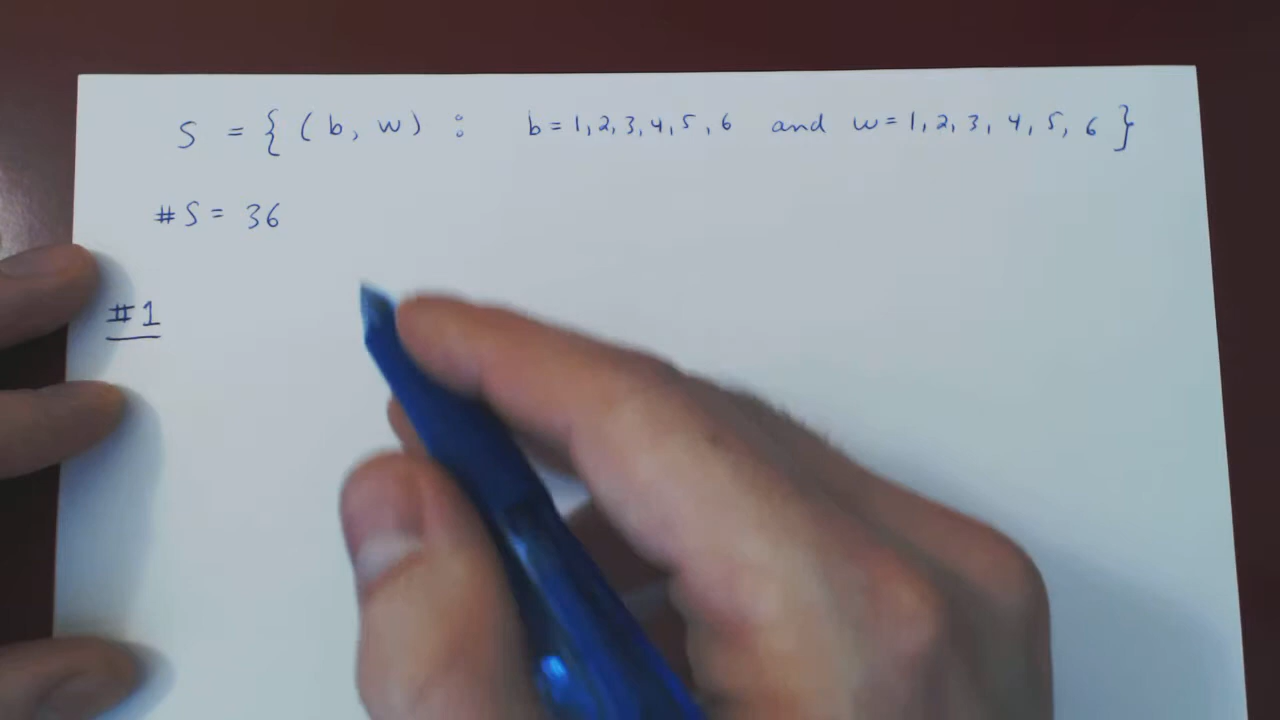 S = { (b, w) : b = 1, 2, 3, 4, 5, 6 and w = 1, 2, 3, 4, 5, 6 }
#S = 36
#1